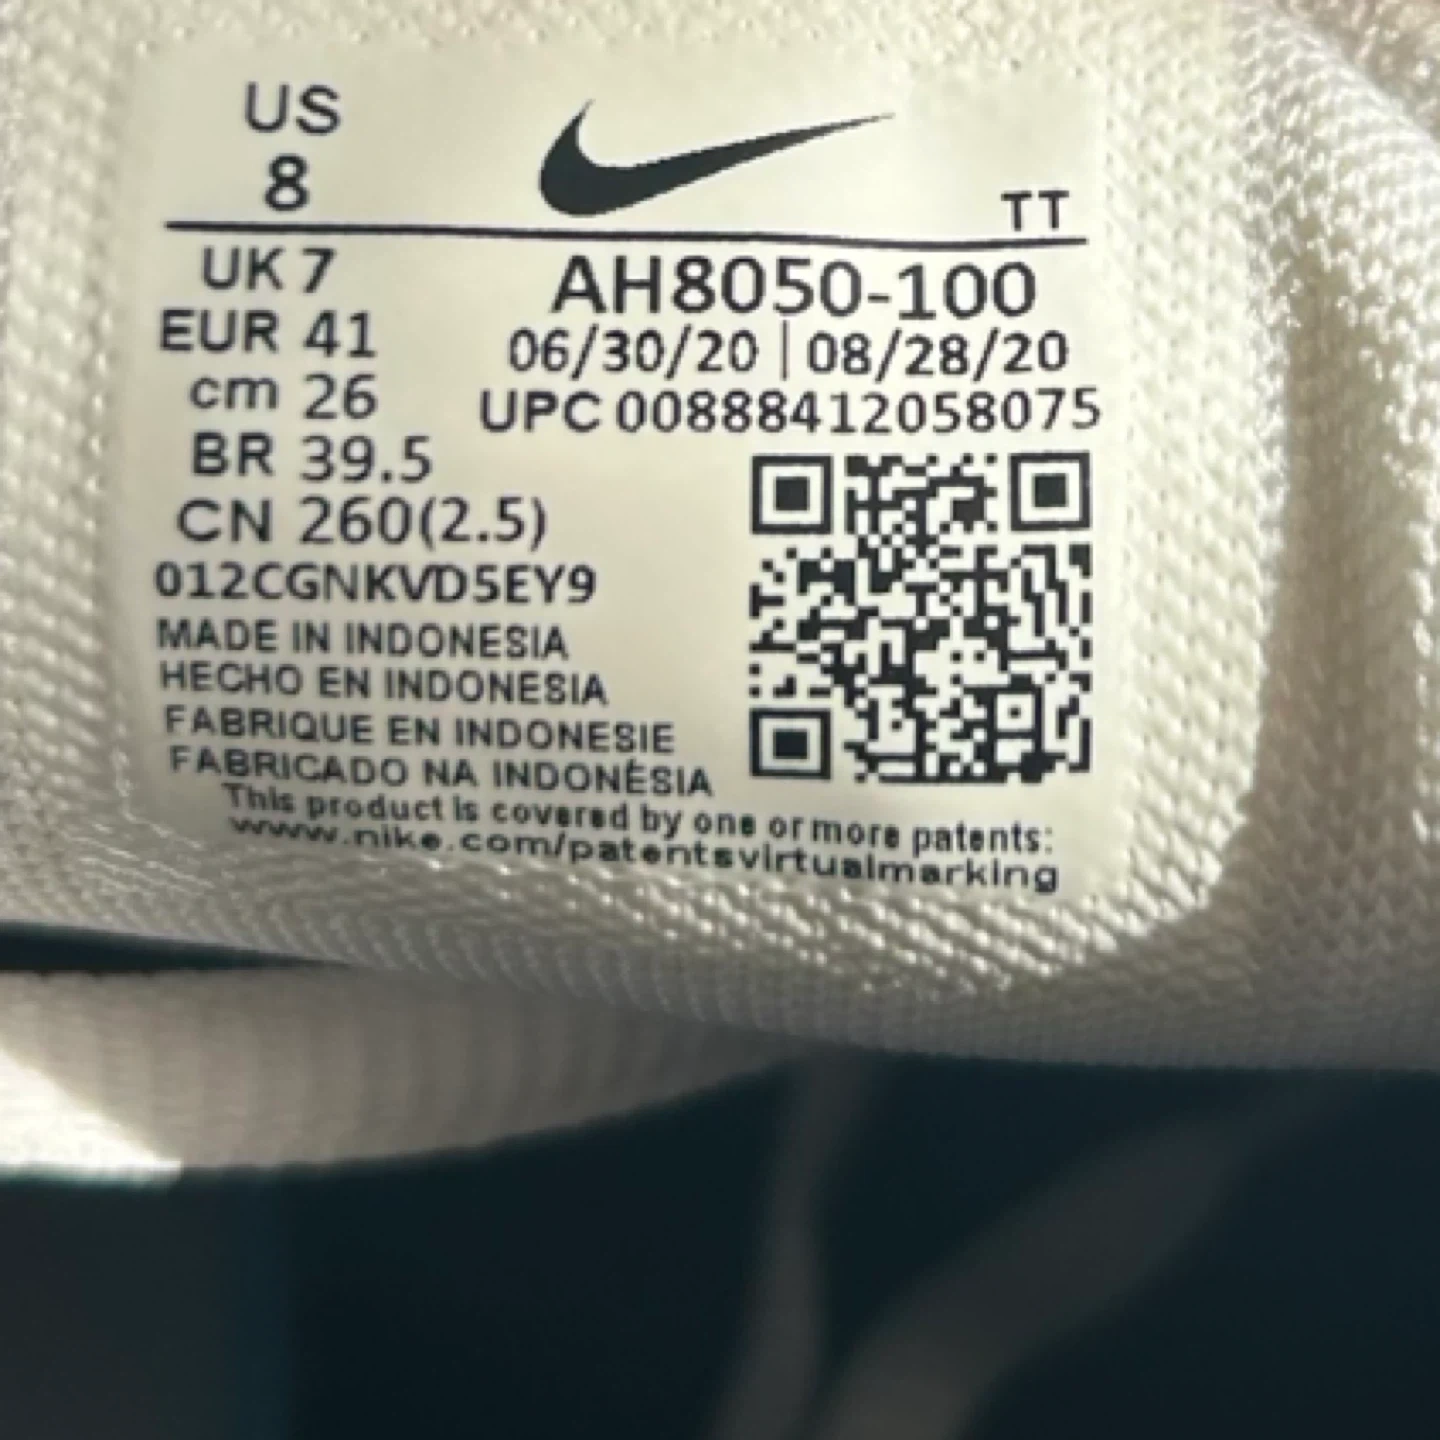 US
8
TT
UK 7
EUR 41
cm 26
BR 39.5
CN 260(2.5)
AH8050-100
06/30/20 | 08/28/20
UPC 00888412058075
012CGNKVD5EY9
MADE IN INDONESIA
HECHO EN INDONESIA
FABRIQUE EN INDONESIE
FABRICADO NA INDONÉSIA
This product is covered by one or more patents:
www.nike.com/patentsvirtualmarking